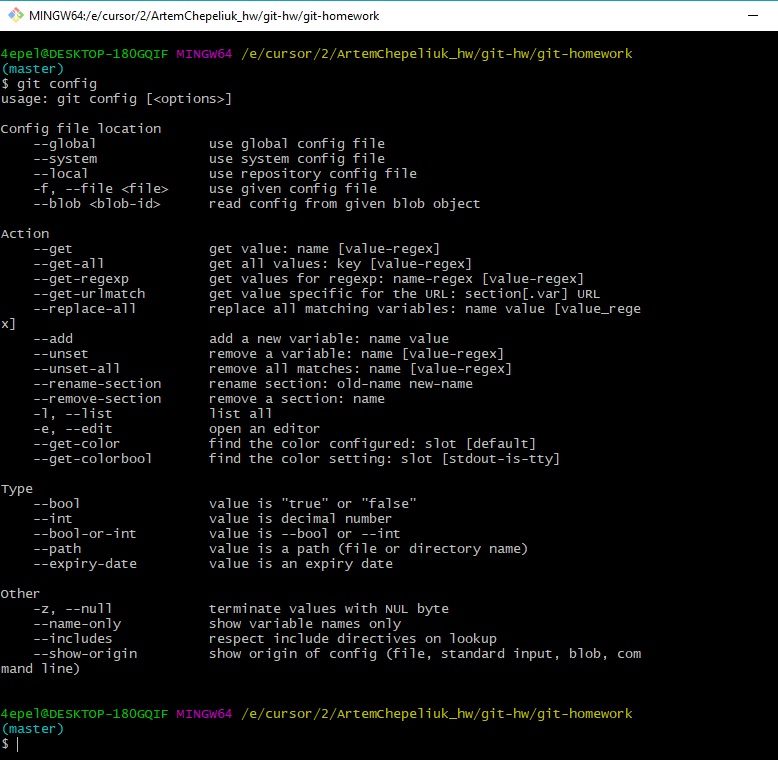 MINGW64:/e/cursor/2/ArtemChepeliuk_hw/git-hw/git-homework
4epel@DESKTOP-180GQIF MINGW64 /e/cursor/2/ArtemChepeliuk_hw/git-hw/git-homework
(master)
$ git config
usage: git config [<options>]

Config file location
    --global              use global config file
    --system              use system config file
    --local               use repository config file
    -f, --file <file>     use given config file
    --blob <blob-id>      read config from given blob object

Action
    --get                 get value: name [value-regex]
    --get-all             get all values: key [value-regex]
    --get-regexp          get values for regexp: name-regex [value-regex]
    --get-urlmatch        get value specific for the URL: section[.var] URL
    --replace-all         replace all matching variables: name value [value_rege
x]
    --add                 add a new variable: name value
    --unset               remove a variable: name [value-regex]
    --unset-all           remove all matches: name [value-regex]
    --rename-section      rename section: old-name new-name
    --remove-section      remove a section: name
    -l, --list            list all
    -e, --edit            open an editor
    --get-color           find the color configured: slot [default]
    --get-colorbool       find the color setting: slot [stdout-is-tty]

Type
    --bool                value is "true" or "false"
    --int                 value is decimal number
    --bool-or-int         value is --bool or --int
    --path                value is a path (file or directory name)
    --expiry-date         value is an expiry date

Other
    -z, --null            terminate values with NUL byte
    --name-only           show variable names only
    --includes            respect include directives on lookup
    --show-origin         show origin of config (file, standard input, blob, com
mand line)

4epel@DESKTOP-180GQIF MINGW64 /e/cursor/2/ArtemChepeliuk_hw/git-hw/git-homework
(master)
$